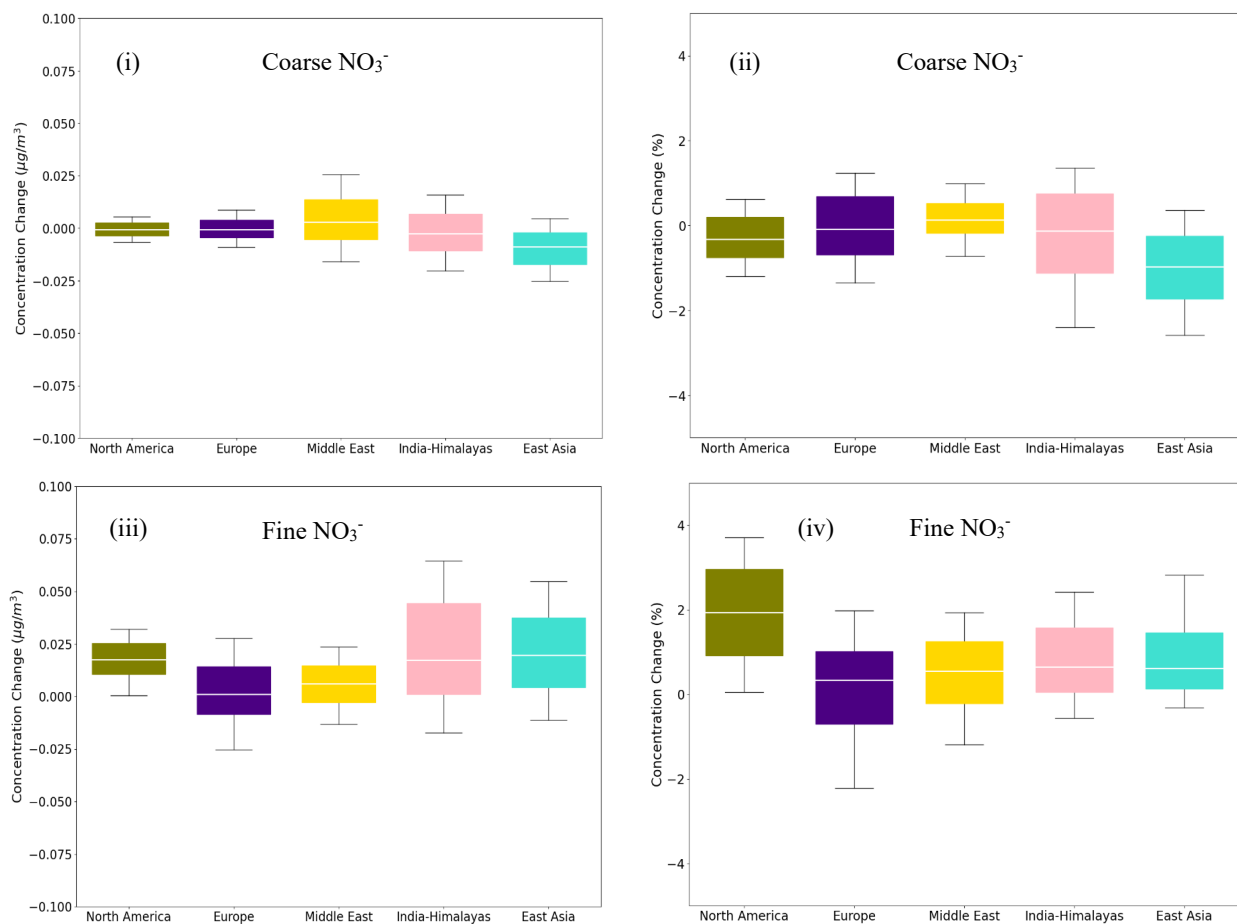 (i) Coarse NO₃⁻
Concentration Change (μg/m³)
0.100
0.075
0.050
0.025
0.000
−0.025
−0.050
−0.075
−0.100
North America Europe Middle East India-Himalayas East Asia
(ii) Coarse NO₃⁻
Concentration Change (%)
4
2
0
−2
−4
North America Europe Middle East India-Himalayas East Asia
(iii) Fine NO₃⁻
Concentration Change (μg/m³)
0.100
0.075
0.050
0.025
0.000
−0.025
−0.050
−0.075
−0.100
North America Europe Middle East India-Himalayas East Asia
(iv) Fine NO₃⁻
Concentration Change (%)
4
2
0
−2
−4
North America Europe Middle East India-Himalayas East Asia